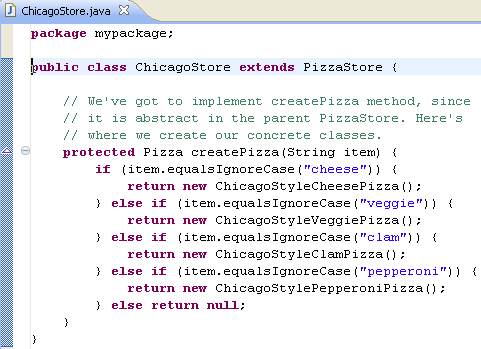 ChicagoStore.java
package mypackage;
public class ChicagoStore extends PizzaStore {
// We've got to implement createPizza method, since
// it is abstract in the parent PizzaStore. Here's
// where we create our concrete classes.
protected Pizza createPizza(String item) {
if (item.equalsIgnoreCase("cheese")) {
return new ChicagoStyleCheesePizza();
} else if (item.equalsIgnoreCase("veggie")) {
return new ChicagoStyleVeggiePizza();
} else if (item.equalsIgnoreCase("clam")) {
return new ChicagoStyleClamPizza();
} else if (item.equalsIgnoreCase("pepperoni")) {
return new ChicagoStylePepperoniPizza();
} else return null;
}
}